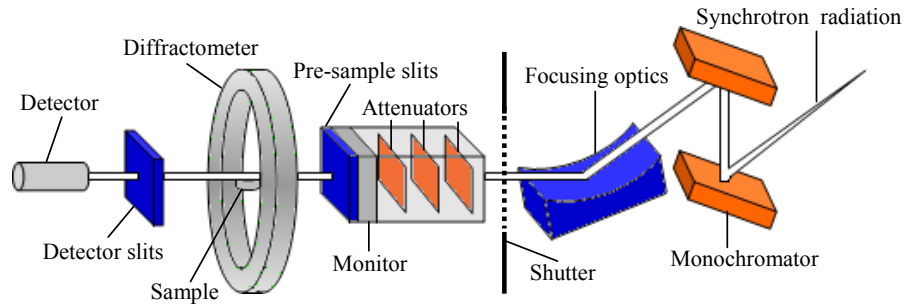 Synchrotron radiation
Diffractometer
Pre-sample slits
Focusing optics
Detector
Attenuators
Detector slits
Sample
Monitor
Shutter
Monochromator